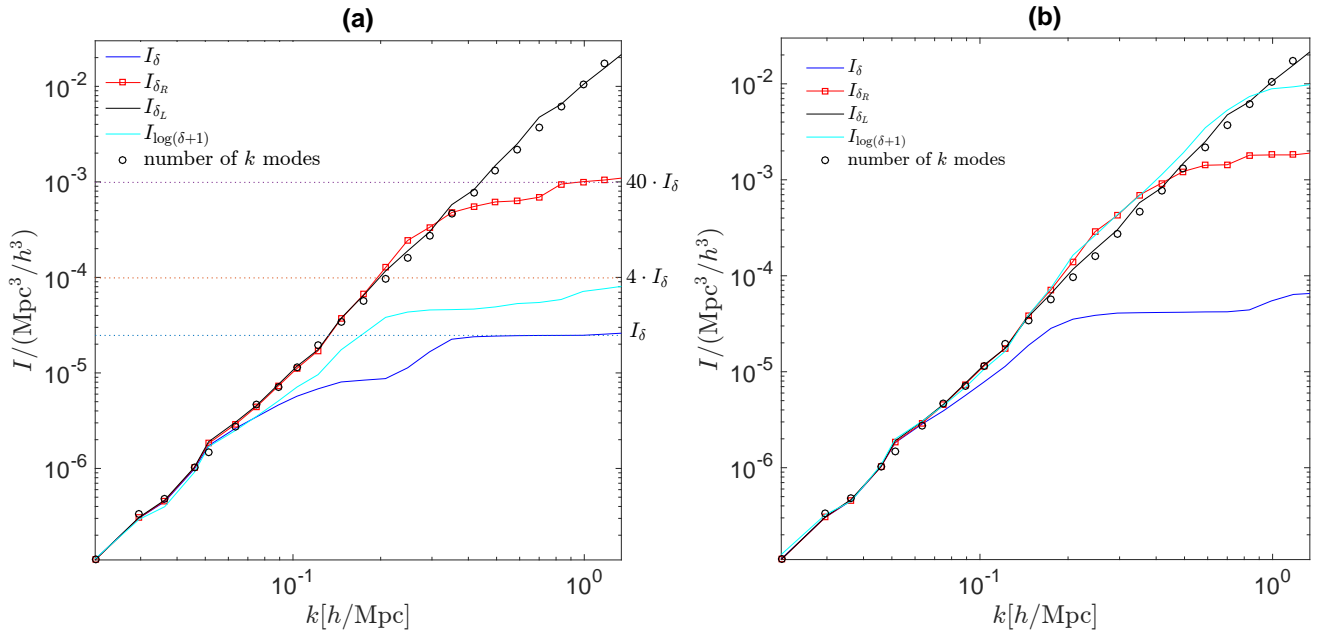 (a)
I_δ
I_{δ_R}
I_{δ_L}
I_{log(δ+1)}
number of k modes
10^{-2}
10^{-3}
10^{-4}
10^{-5}
10^{-6}
I/(Mpc^3/h^3)
40 · I_δ
4 · I_δ
I_δ
10^{-1}
10^0
k[h/Mpc]
(b)
I_δ
I_{δ_R}
I_{δ_L}
I_{log(δ+1)}
number of k modes
10^{-2}
10^{-3}
10^{-4}
10^{-5}
10^{-6}
I/(Mpc^3/h^3)
10^{-1}
10^0
k[h/Mpc]